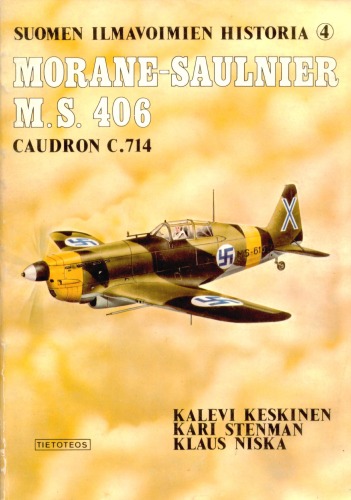 SUOMEN ILMAVOIMIEN HISTORIA ④
MORANE-SAULNIER
M.S. 406
CAUDRON C.714
KALEVI KESKINEN
KARI STENMAN
KLAUS NISKA
TIETOTEOS